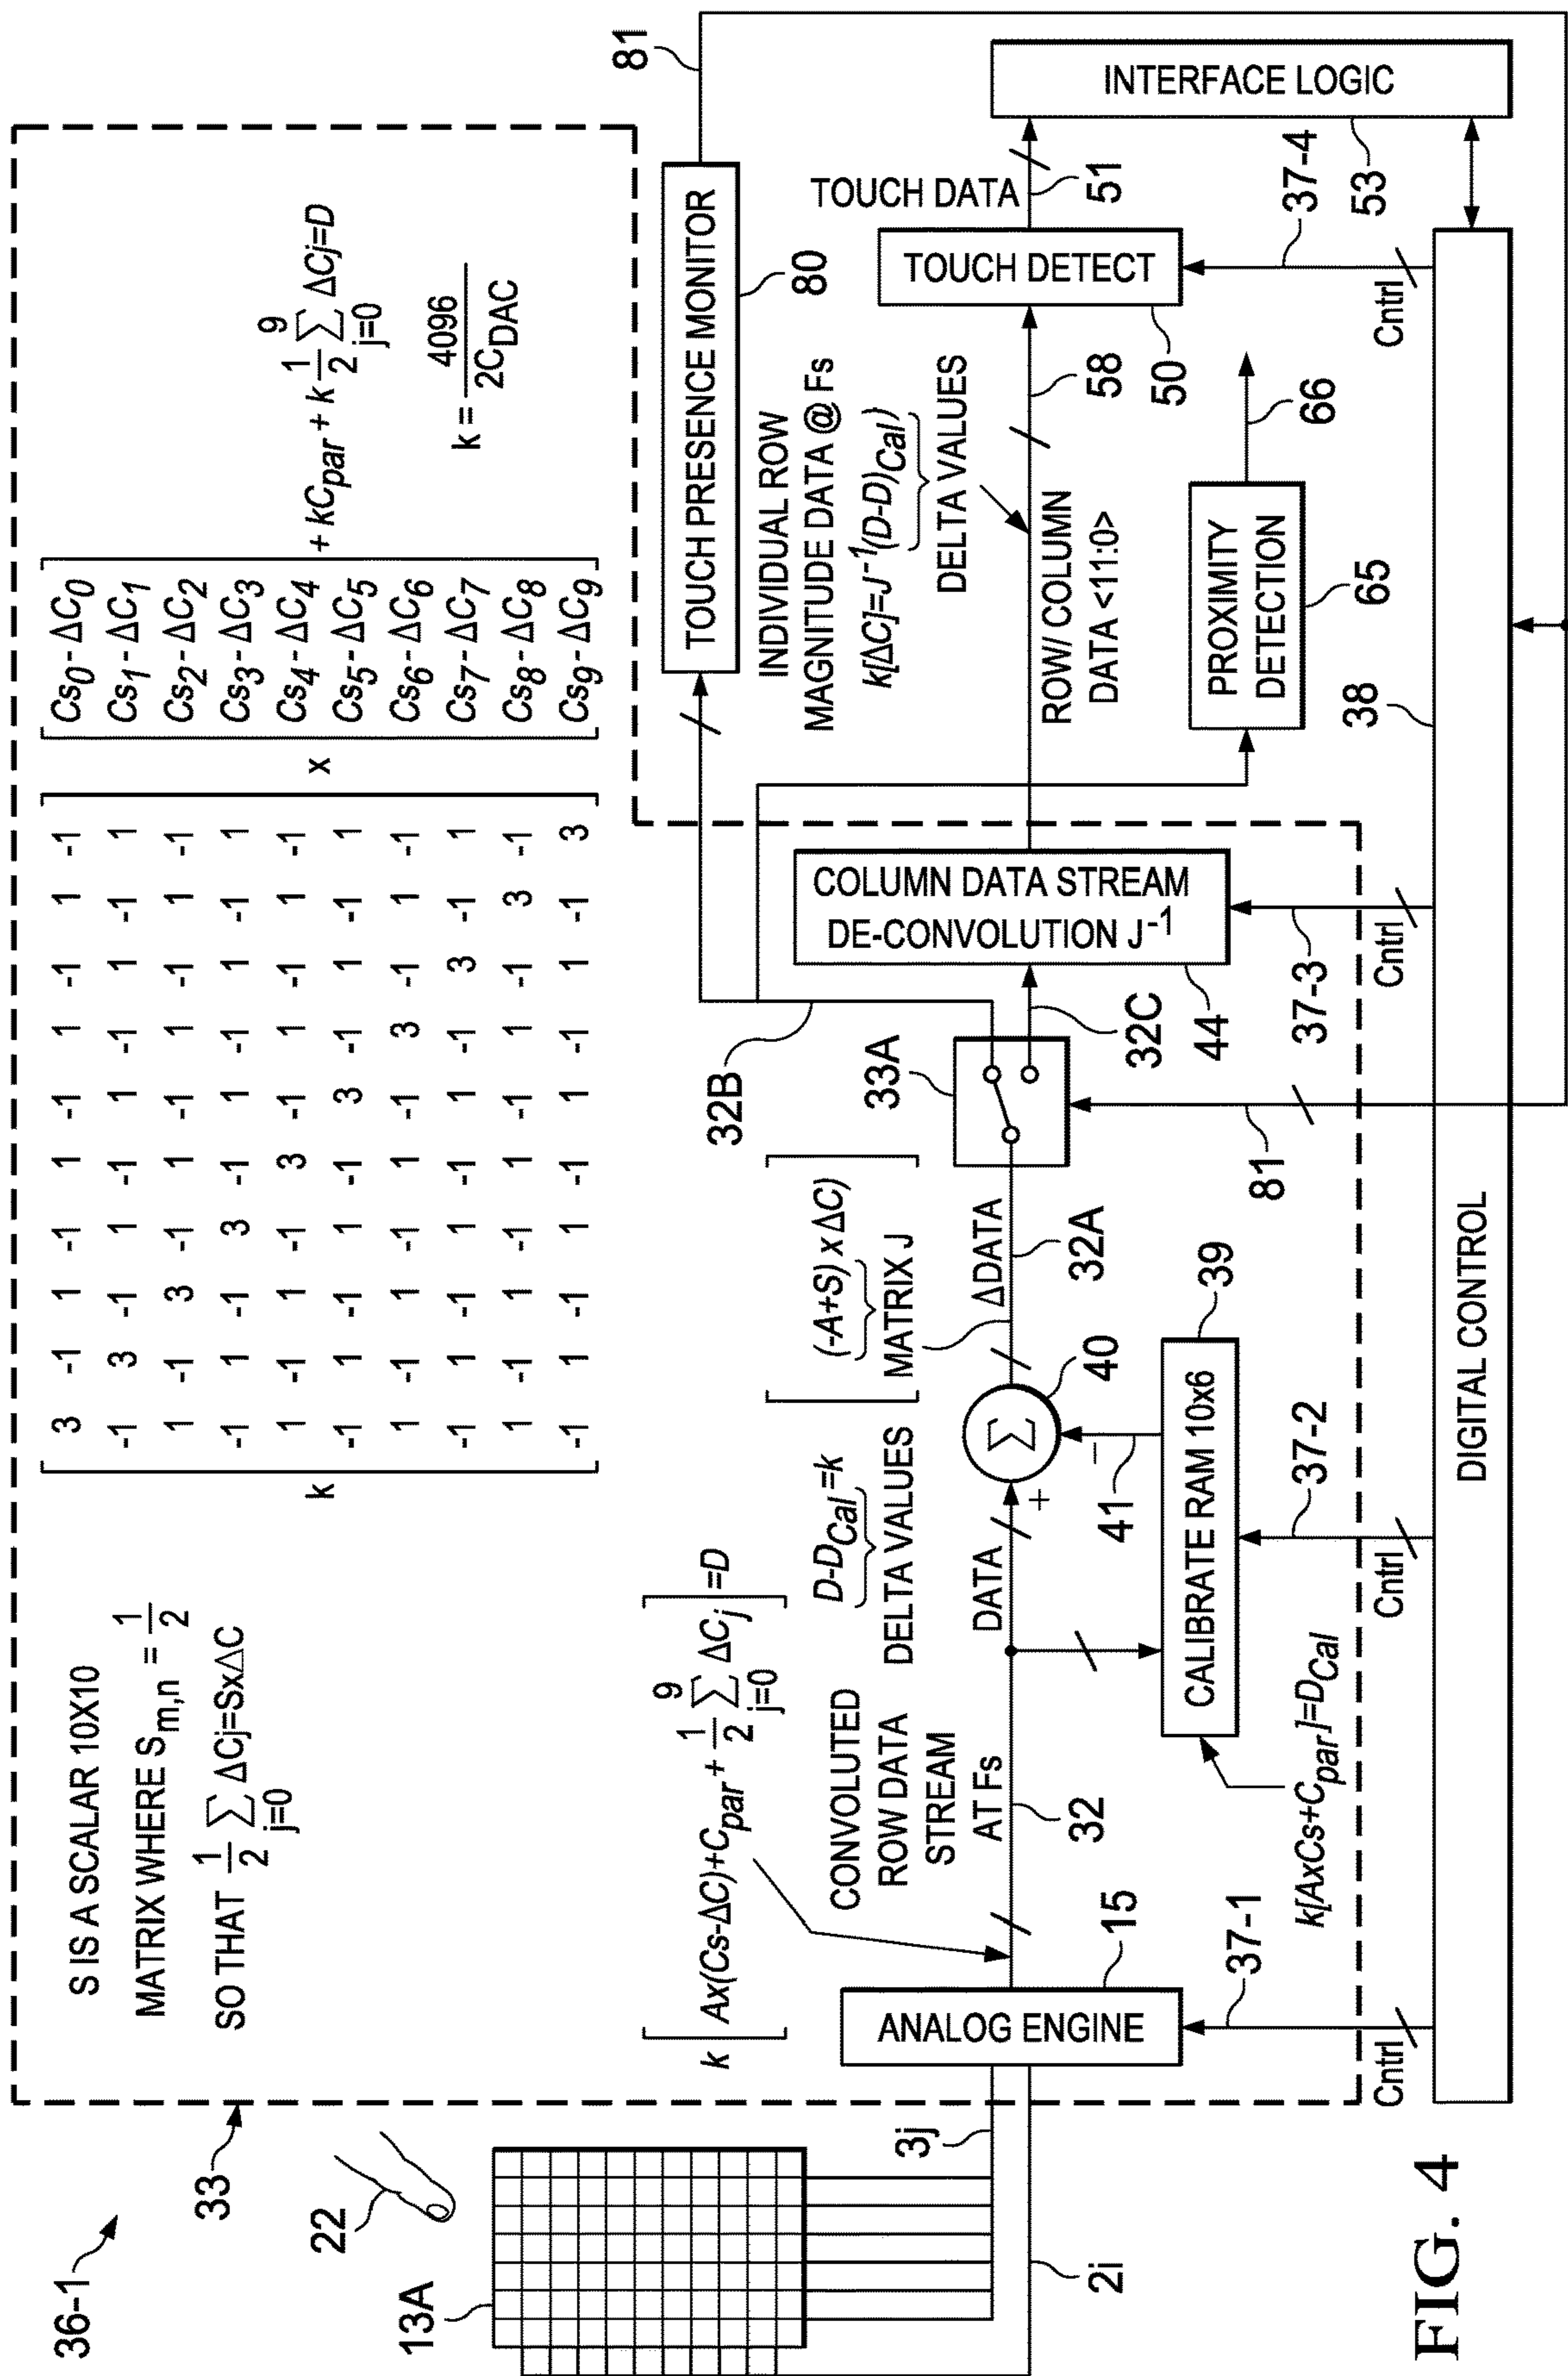 36-1
33
S IS A SCALAR 10X10
MATRIX WHERE S_{m,n} = 1/2
SO THAT 1/2 Σ_{j=0}^{9} ΔCj=SxΔC
k
3 -1 1 -1 1 -1 1 -1 1 -1
-1 3 -1 1 -1 1 -1 1 -1 1
1 -1 3 -1 1 -1 1 -1 1 -1
-1 1 -1 3 -1 1 -1 1 -1 1
1 -1 1 -1 3 -1 1 -1 1 -1
-1 1 -1 1 -1 3 -1 1 -1 1
1 -1 1 -1 1 -1 3 -1 1 -1
-1 1 -1 1 -1 1 -1 3 -1 1
1 -1 1 -1 1 -1 1 -1 3 -1
-1 1 -1 1 -1 1 -1 1 -1 3
x
Cs0-ΔC0
Cs1-ΔC1
Cs2-ΔC2
Cs3-ΔC3
Cs4-ΔC4
Cs5-ΔC5
Cs6-ΔC6
Cs7-ΔC7
Cs8-ΔC8
Cs9-ΔC9
+ kC_par + k 1/2 Σ_{j=0}^{9} ΔCj=D
k = 4096/2C_DAC
22
13A
3j
2i
k[Ax(Cs-ΔC)+C_par + 1/2 Σ_{j=0}^{9} ΔC_j]=D
CONVOLUTED
ROW DATA
STREAM
AT Fs
32
ANALOG ENGINE
15
37-1
Cntrl
D-D_Cal=k
DELTA VALUES
[(-A+S) x ΔC)]
MATRIX J
DATA
+
−
Σ
40
41
ΔDATA
32A
CALIBRATE RAM 10x6
39
k[AxCs+C_par]=D_Cal
37-2
Cntrl
33A
32B
32C
81
COLUMN DATA STREAM
DE-CONVOLUTION J^-1
44
37-3
Cntrl
TOUCH PRESENCE MONITOR
80
81
INDIVIDUAL ROW
MAGNITUDE DATA @ Fs
k[ΔC]=J^-1(D-D)_Cal)
DELTA VALUES
ROW/ COLUMN
DATA <11:0>
58
PROXIMITY
DETECTION
65
66
TOUCH DETECT
50
TOUCH DATA
51
37-4
Cntrl
INTERFACE LOGIC
53
DIGITAL CONTROL
38
FIG. 4